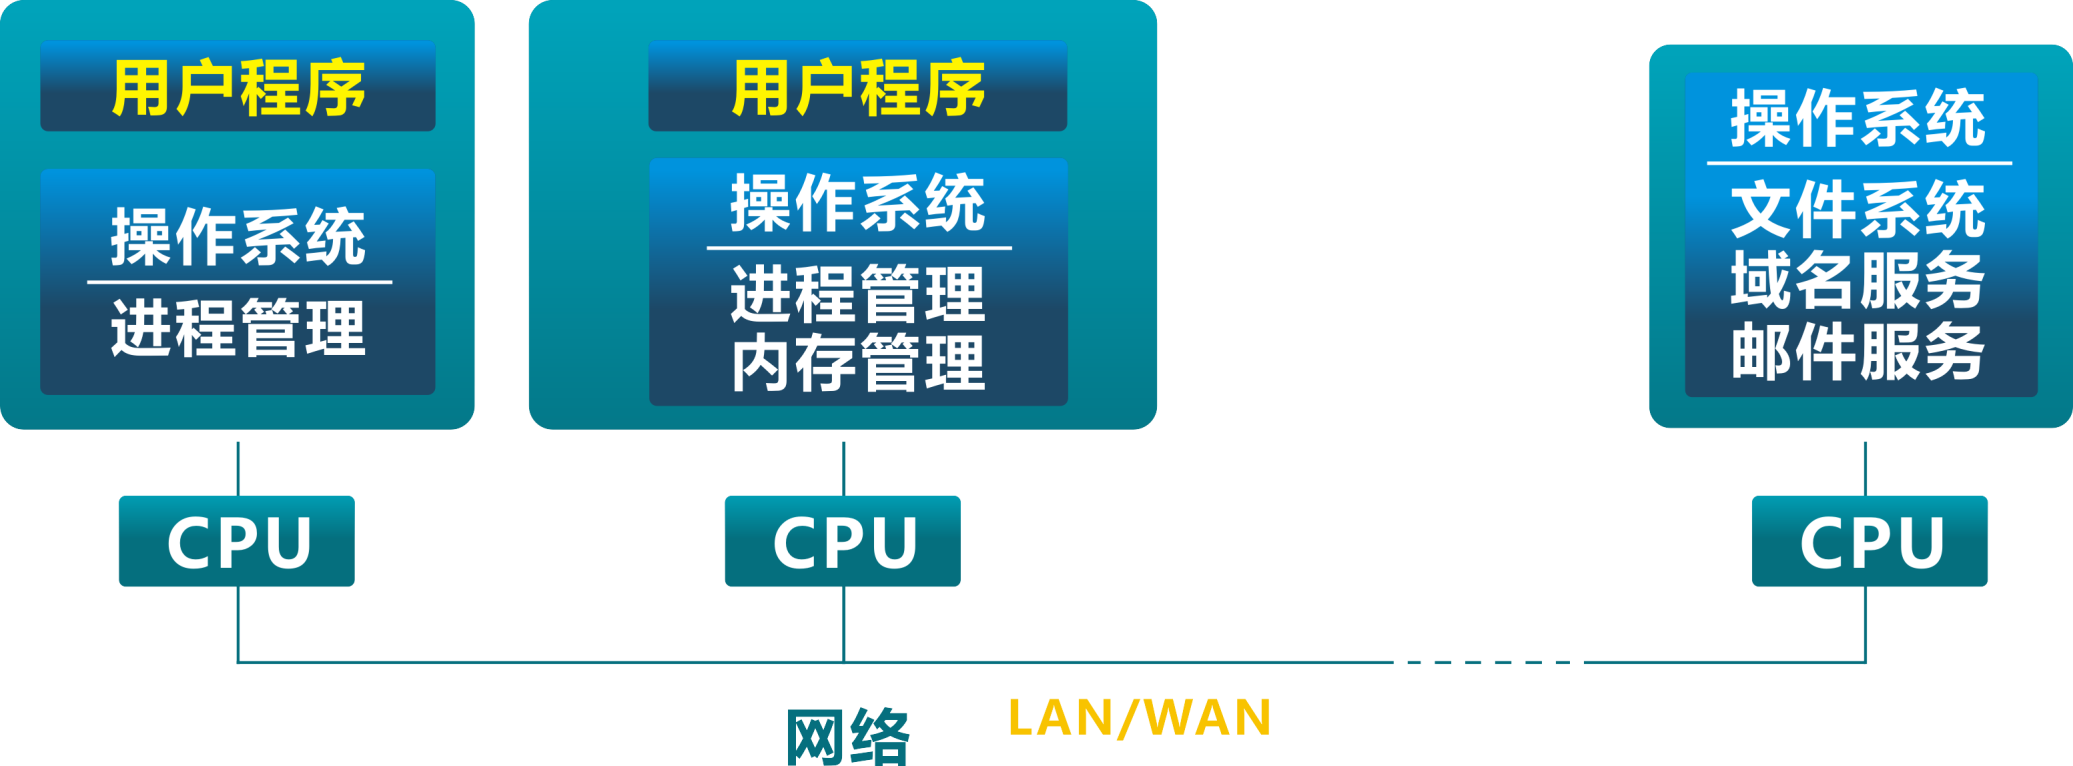 用户程序
操作系统
进程管理
用户程序
操作系统
进程管理
内存管理
操作系统
文件系统
域名服务
邮件服务
CPU
CPU
CPU
网络
LAN/WAN